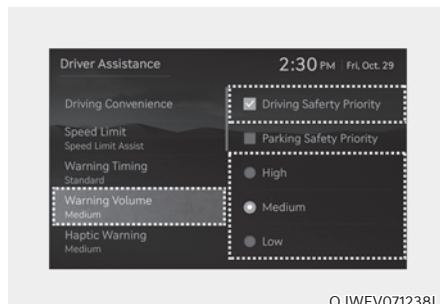 Driver Assistance
2:30 PM Fri, Oct. 29
Driving Convenience
Speed Limit
Speed Limit Assist
Warning Timing
Standard
Warning Volume
Medium
Haptic Warning
Medium
Driving Saferty Priority
Parking Safety Priority
High
Medium
Low
OJWEV071238L